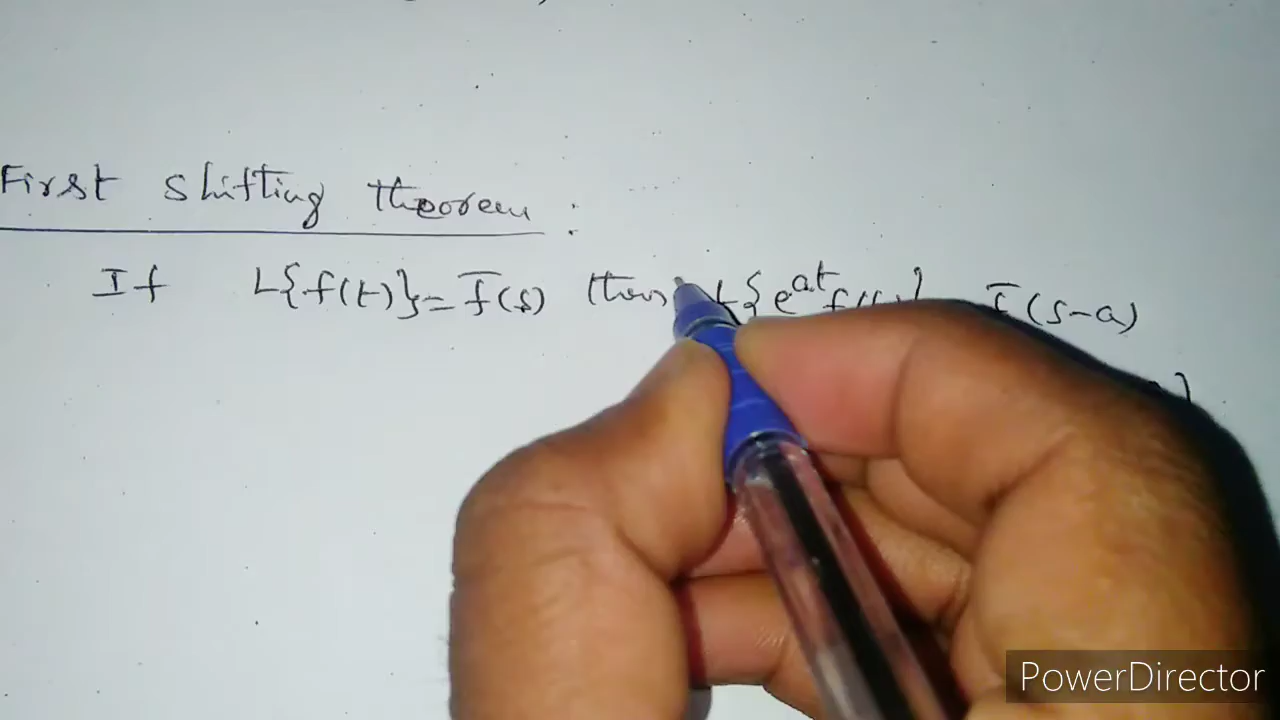 First shifting theorem :
If L{f(t)} = f̅(s) then L{e^{at} f(t)} f̅(s-a)
PowerDirector